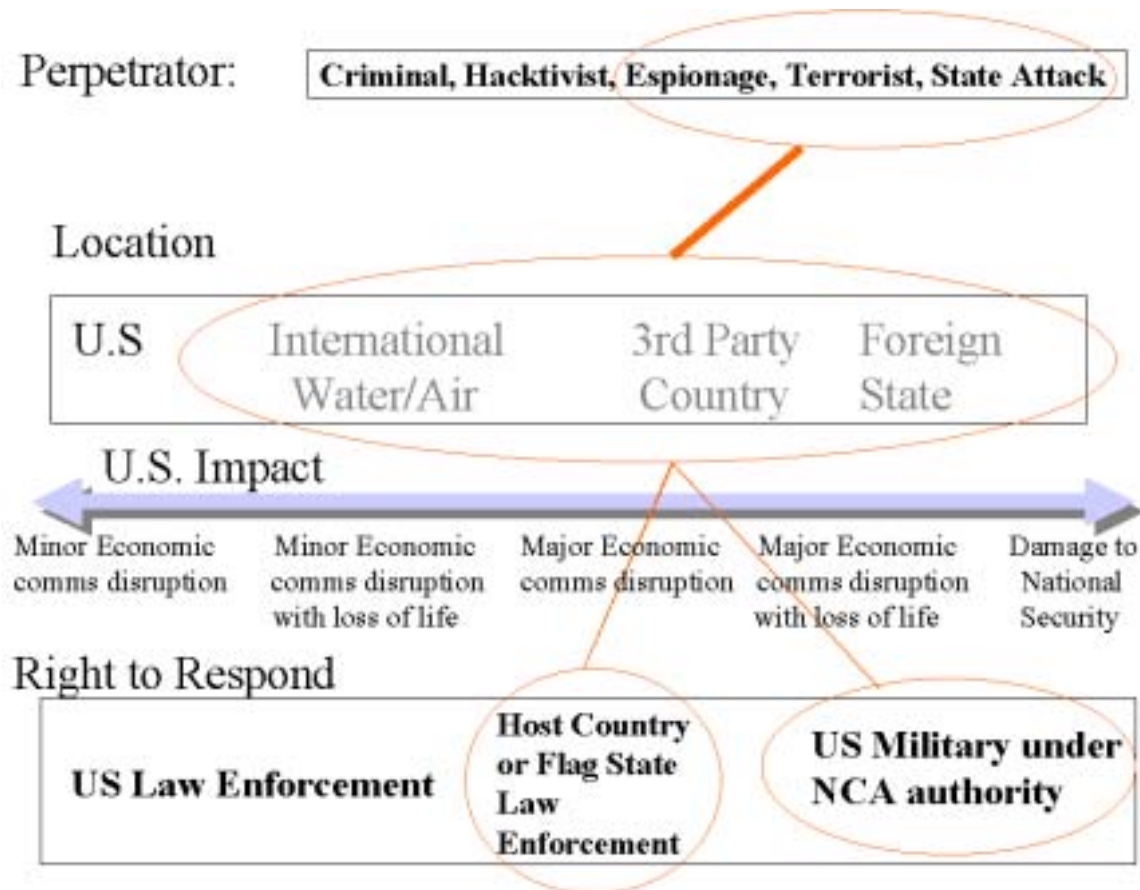 Perpetrator:
Criminal, Hacktivist, Espionage, Terrorist, State Attack
Location
U.S
International
Water/Air
3rd Party
Country
Foreign
State
U.S. Impact
Minor Economic
comms disruption
Minor Economic
comms disruption
with loss of life
Major Economic
comms disruption
Major Economic
comms disruption
with loss of life
Damage to
National
Security
Right to Respond
US Law Enforcement
Host Country
or Flag State
Law
Enforcement
US Military under
NCA authority